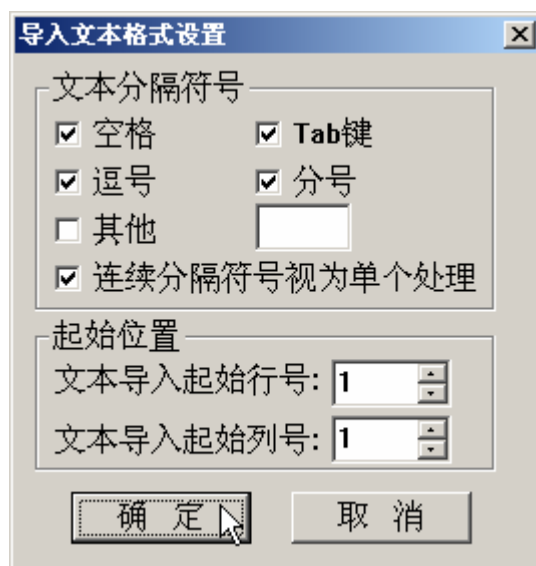 导入文本格式设置
文本分隔符号
空格 Tab键
逗号 分号
其他
连续分隔符号视为单个处理
起始位置
文本导入起始行号: 1
文本导入起始列号: 1
确 定 取 消